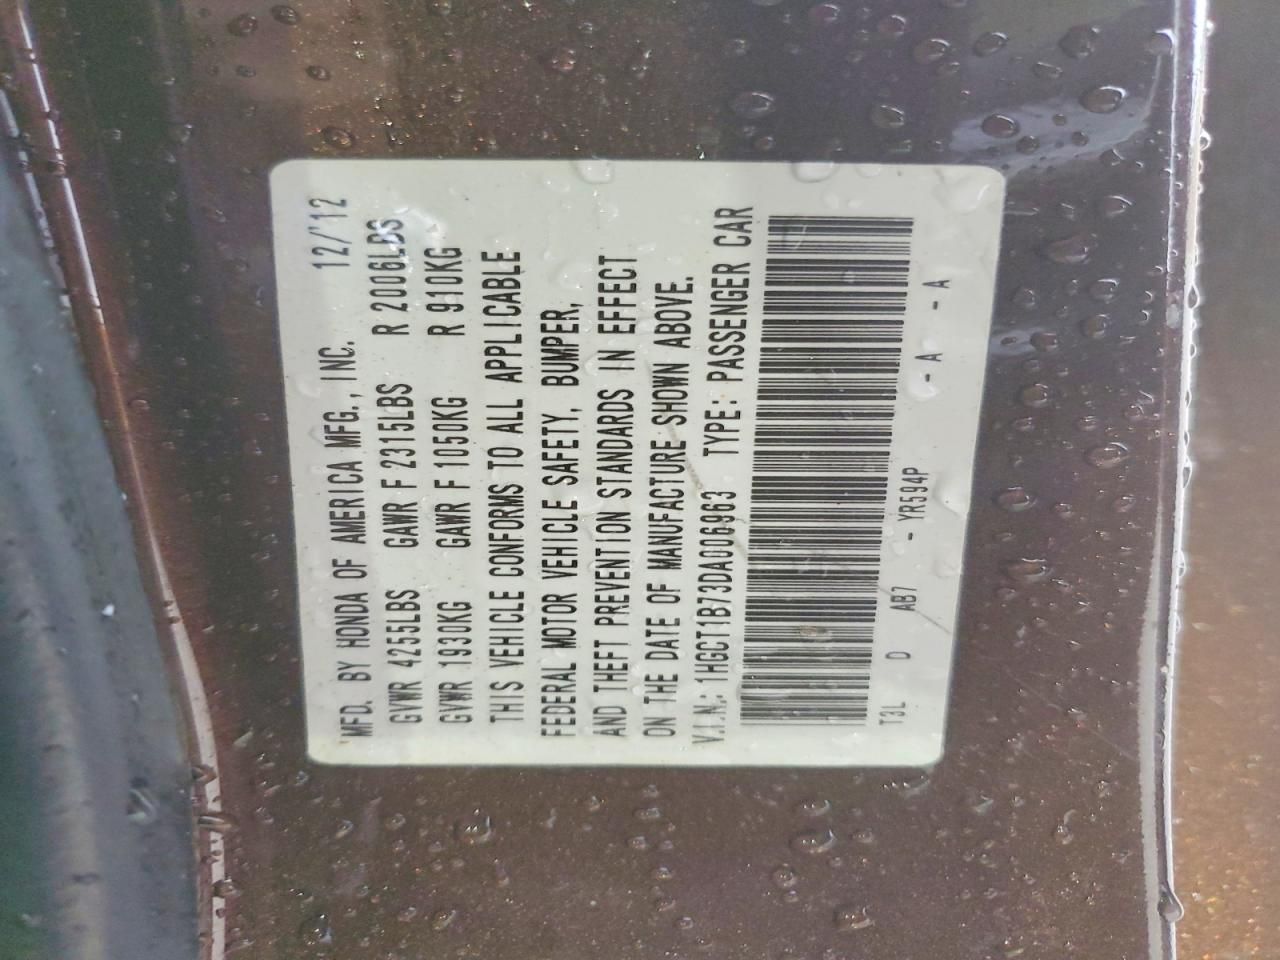 MFD. BY HONDA OF AMERICA MFG., INC. 12/'12
GVWR 4255LBS GAWR F 2315LBS R 2006LBS
GVWR 1930KG GAWR F 1050KG R 910KG
THIS VEHICLE CONFORMS TO ALL APPLICABLE
FEDERAL MOTOR VEHICLE SAFETY, BUMPER,
AND THEFT PREVENTION STANDARDS IN EFFECT
ON THE DATE OF MANUFACTURE SHOWN ABOVE.
V.I.N.: 1HGCT1B73DA006963 TYPE: PASSENGER CAR
T3L D AB7 - YR594P - A - A